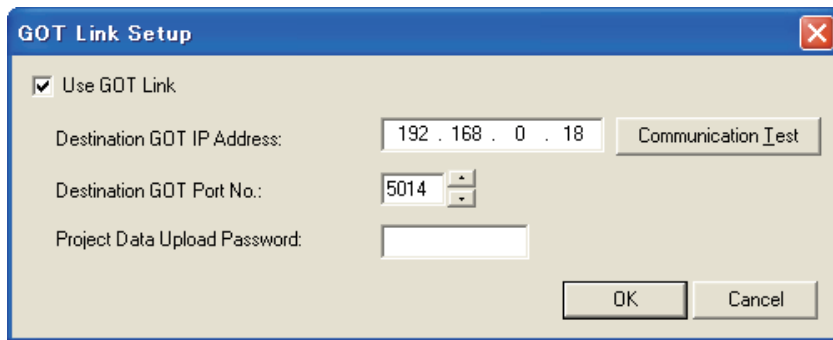 GOT Link Setup
Use GOT Link
Destination GOT IP Address: 192 . 168 . 0 . 18 Communication Test
Destination GOT Port No.: 5014
Project Data Upload Password:
OK Cancel